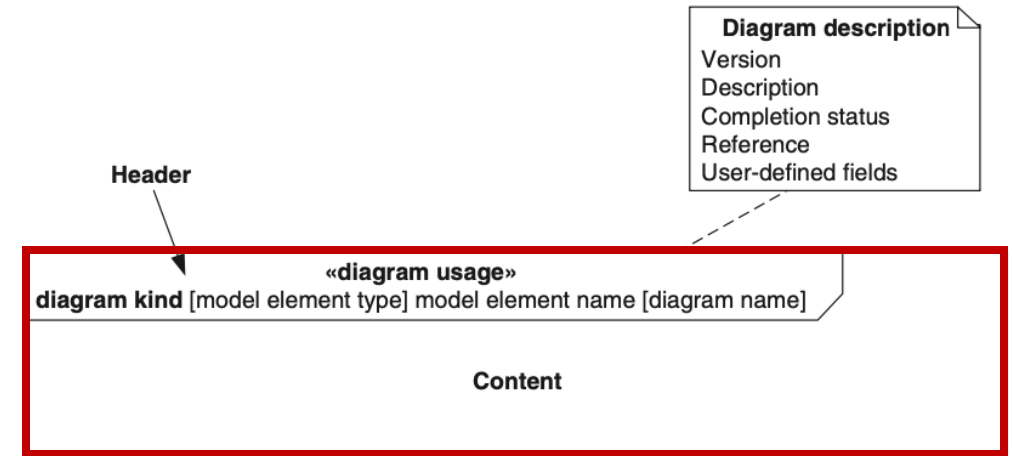 Diagram description
Version
Description
Completion status
Reference
User-defined fields
Header
«diagram usage»
diagram kind [model element type] model element name [diagram name]
Content